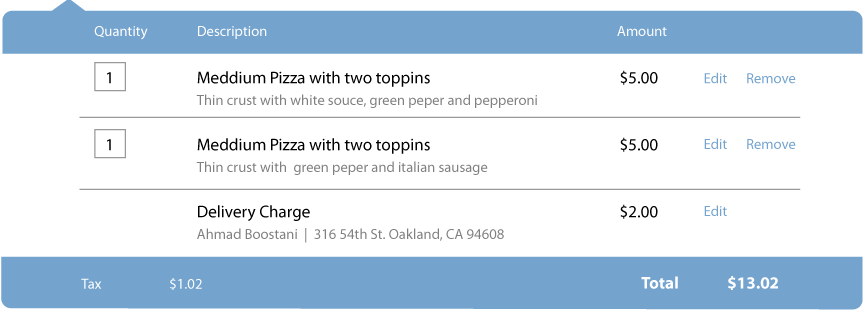 Quantity Description Amount
1 Meddium Pizza with two toppins $5.00 Edit Remove
Thin crust with white souce, green peper and pepperoni
1 Meddium Pizza with two toppins $5.00 Edit Remove
Thin crust with  green peper and italian sausage
Delivery Charge $2.00 Edit
Ahmad Boostani | 316 54th St. Oakland, CA 94608
Tax $1.02 Total $13.02